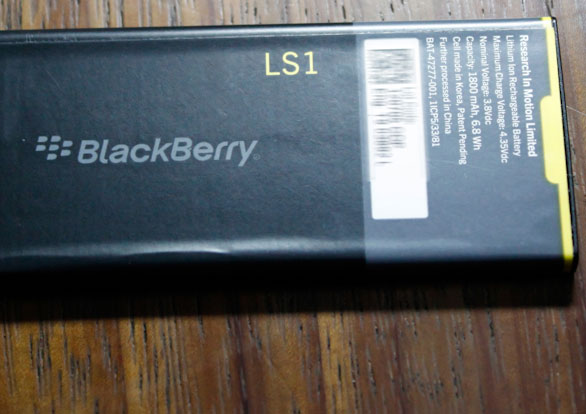 LS1
BlackBerry
Research In Motion Limited
Lithium Ion Rechargeable Battery
Maximum Charge Voltage: 4.35Vdc
Nominal Voltage: 3.8Vdc
Capacity: 1800 mAh, 6.8 Wh
Cell made in Korea, Patent Pending
Further processed in China
BAT-47277-001, 1ICP5/33/81